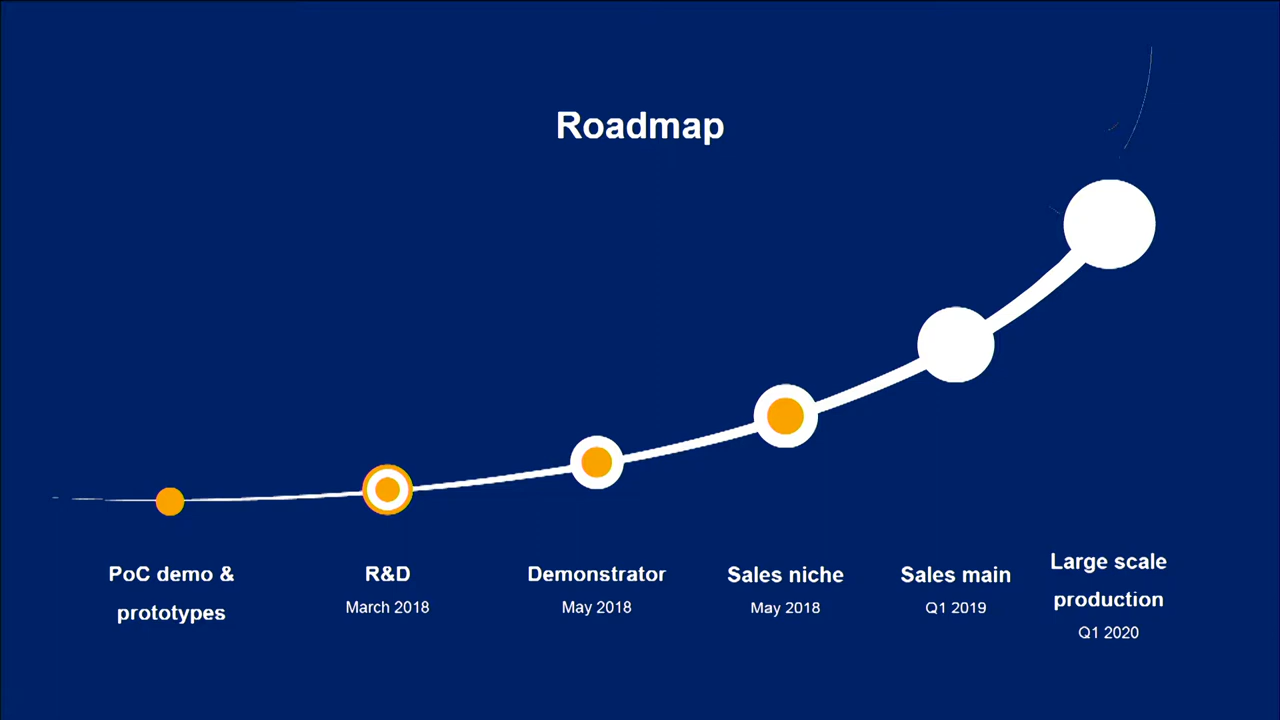 Roadmap
PoC demo &
prototypes
R&D
March 2018
Demonstrator
May 2018
Sales niche
May 2018
Sales main
Q1 2019
Large scale
production
Q1 2020